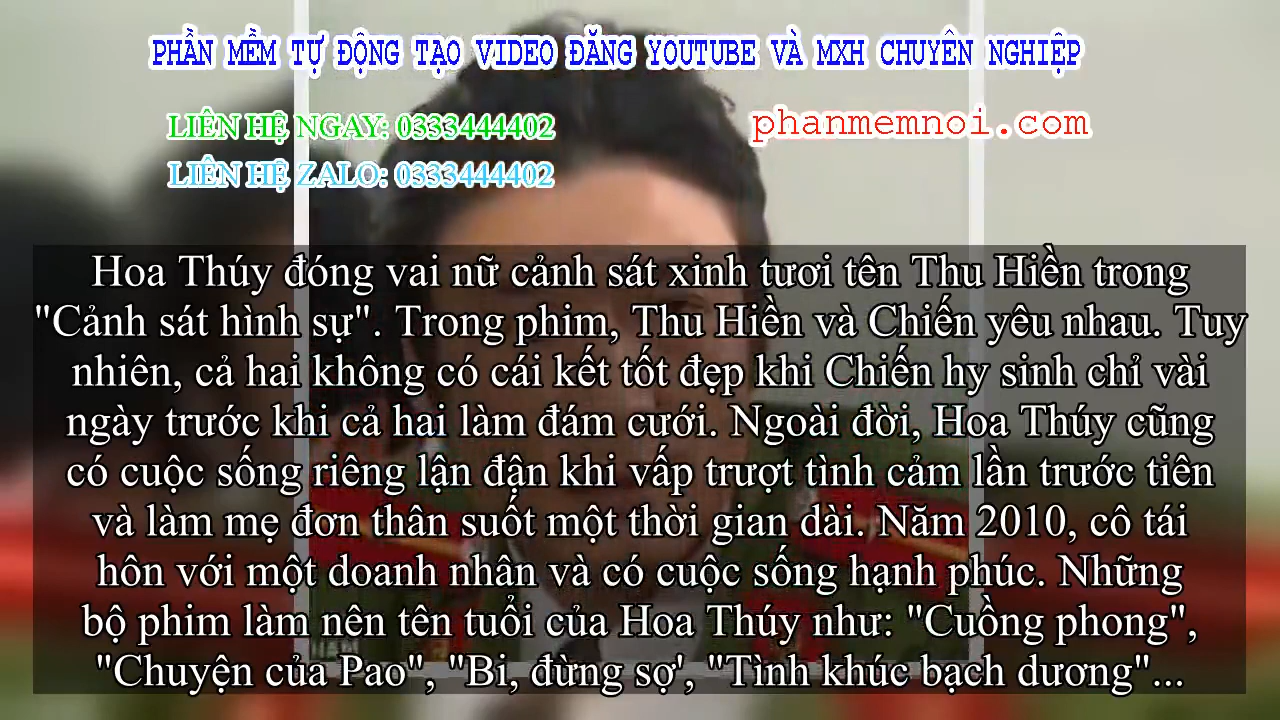 PHẦN MỀM TỰ ĐỘNG TẠO VIDEO ĐĂNG YOUTUBE VÀ MXH CHUYÊN NGHIỆP
LIÊN HỆ NGAY: 0333444402
phanmemnoi.com
LIÊN HỆ ZALO: 0333444402
Hoa Thúy đóng vai nữ cảnh sát xinh tươi tên Thu Hiền trong
"Cảnh sát hình sự". Trong phim, Thu Hiền và Chiến yêu nhau. Tuy
nhiên, cả hai không có cái kết tốt đẹp khi Chiến hy sinh chỉ vài
ngày trước khi cả hai làm đám cưới. Ngoài đời, Hoa Thúy cũng
có cuộc sống riêng lận đận khi vấp trượt tình cảm lần trước tiên
và làm mẹ đơn thân suốt một thời gian dài. Năm 2010, cô tái
hôn với một doanh nhân và có cuộc sống hạnh phúc. Những
bộ phim làm nên tên tuổi của Hoa Thúy như: "Cuồng phong",
"Chuyện của Pao", "Bi, đừng sợ', "Tình khúc bạch dương"...